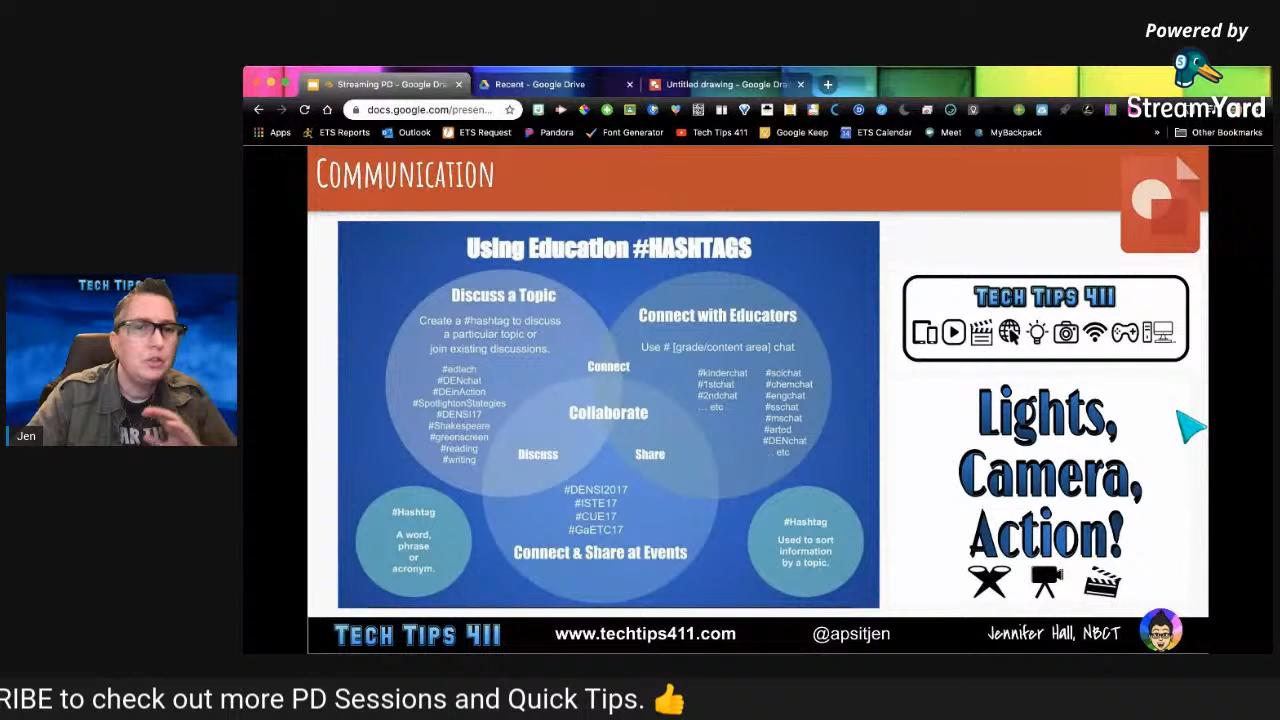 Powered by
StreamYard
Streaming PD - Google Dra
Recent - Google Drive
Untitled drawing - Google Dra
docs.google.com/presen...
Apps
ETS Reports
Outlook
ETS Request
Pandora
Font Generator
Tech Tips 411
Google Keep
ETS Calendar
Meet
MyBackpack
»
Other Bookmarks
Communication
Using Education #HASHTAGS
Discuss a Topic
Create a #hashtag to discuss
a particular topic or
join existing discussions.
#edtech
#DENchat
#DEinAction
#SpotlightonStategies
#DENSI17
#Shakespeare
#greenscreen
#reading
#writing
Connect with Educators
Use # [grade/content area] chat
#kinderchat
#1stchat
#2ndchat
... etc
#scichat
#chemchat
#engchat
#sschat
#mschat
#arted
#DENchat
.. etc
Connect
Collaborate
Discuss
Share
#DENSI2017
#ISTE17
#CUE17
#GaETC17
Connect & Share at Events
#Hashtag
A word,
phrase
or
acronym.
#Hashtag
Used to sort
information
by a topic.
TECH TIPS 411
Lights,
Camera,
Action!
TECH TIPS 411
www.techtips411.com
@apsitjen
Jennifer Hall, NBCT
TECH TIPS
Jen
RIBE to check out more PD Sessions and Quick Tips. 👍